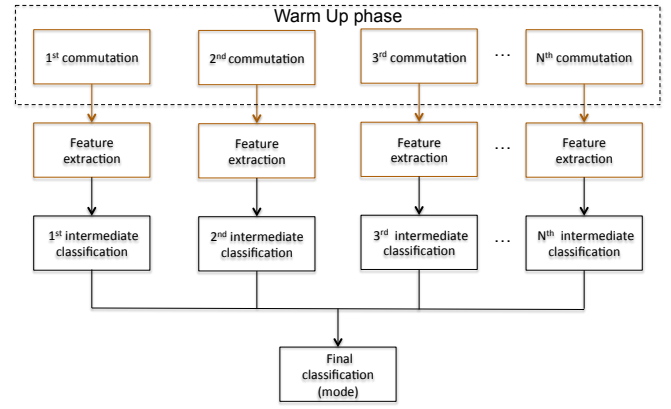 Warm Up phase
1st commutation
2nd commutation
3rd commutation
...
Nth commutation
Feature
extraction
Feature
extraction
Feature
extraction
...
Feature
extraction
1st intermediate
classification
2nd intermediate
classification
3rd intermediate
classification
...
Nth intermediate
classification
Final
classification
(mode)